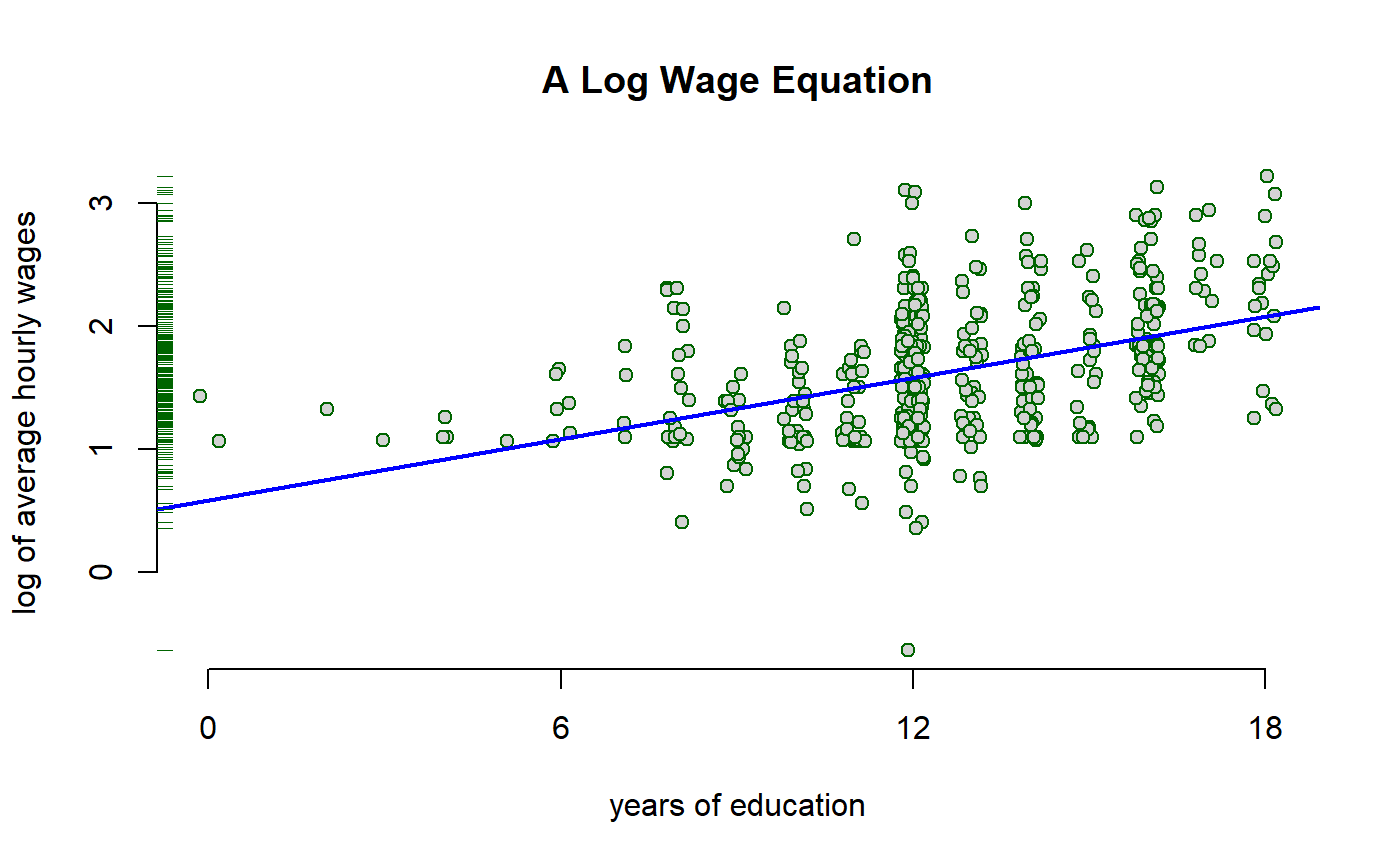 A Log Wage Equation
log of average hourly wages
3
2
1
0
0 6 12 18
years of education